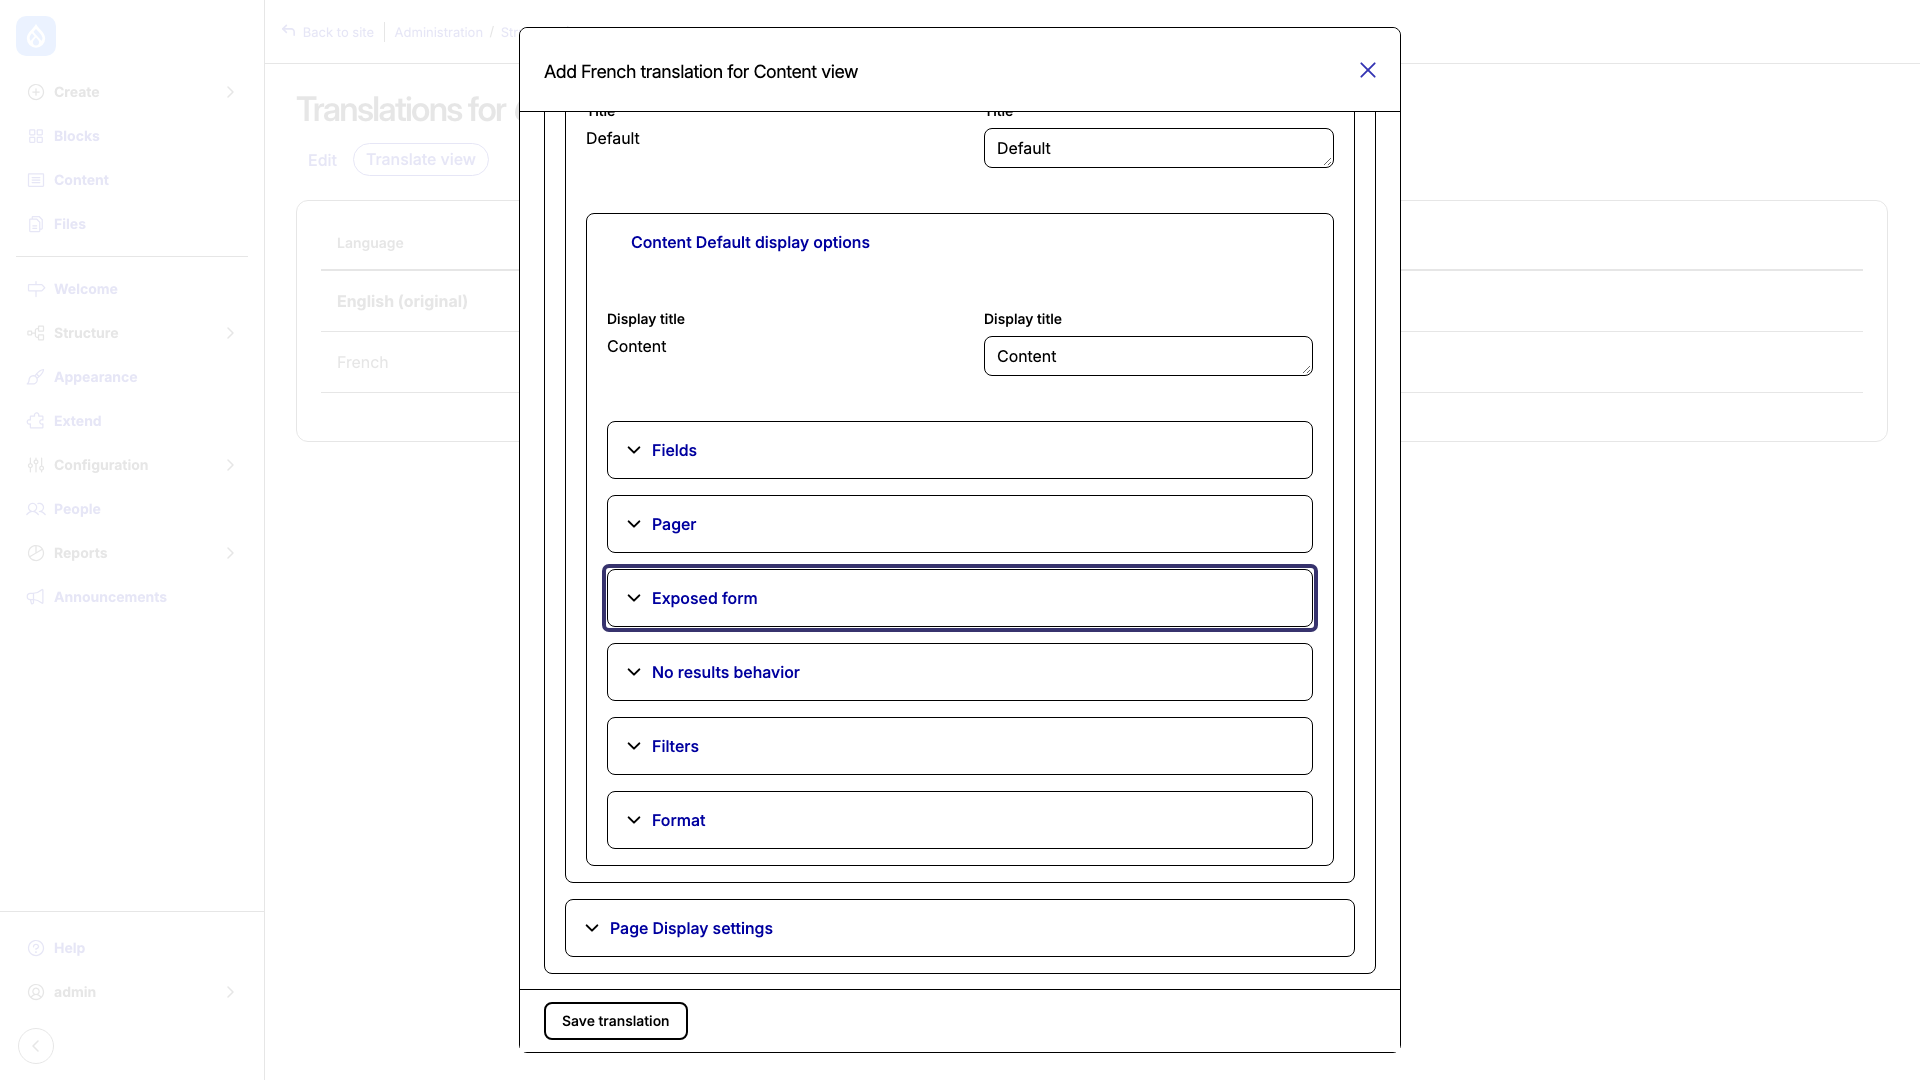 Back to site
Administration / Str
Create
Blocks
Content
Files
Welcome
Structure
Appearance
Extend
Configuration
People
Reports
Announcements
Help
admin
Translations for
Edit
Translate view
Language
English (original)
French
Add French translation for Content view
Title
Title
Default
Default
Content Default display options
Display title
Display title
Content
Content
Fields
Pager
Exposed form
No results behavior
Filters
Format
Page Display settings
Save translation